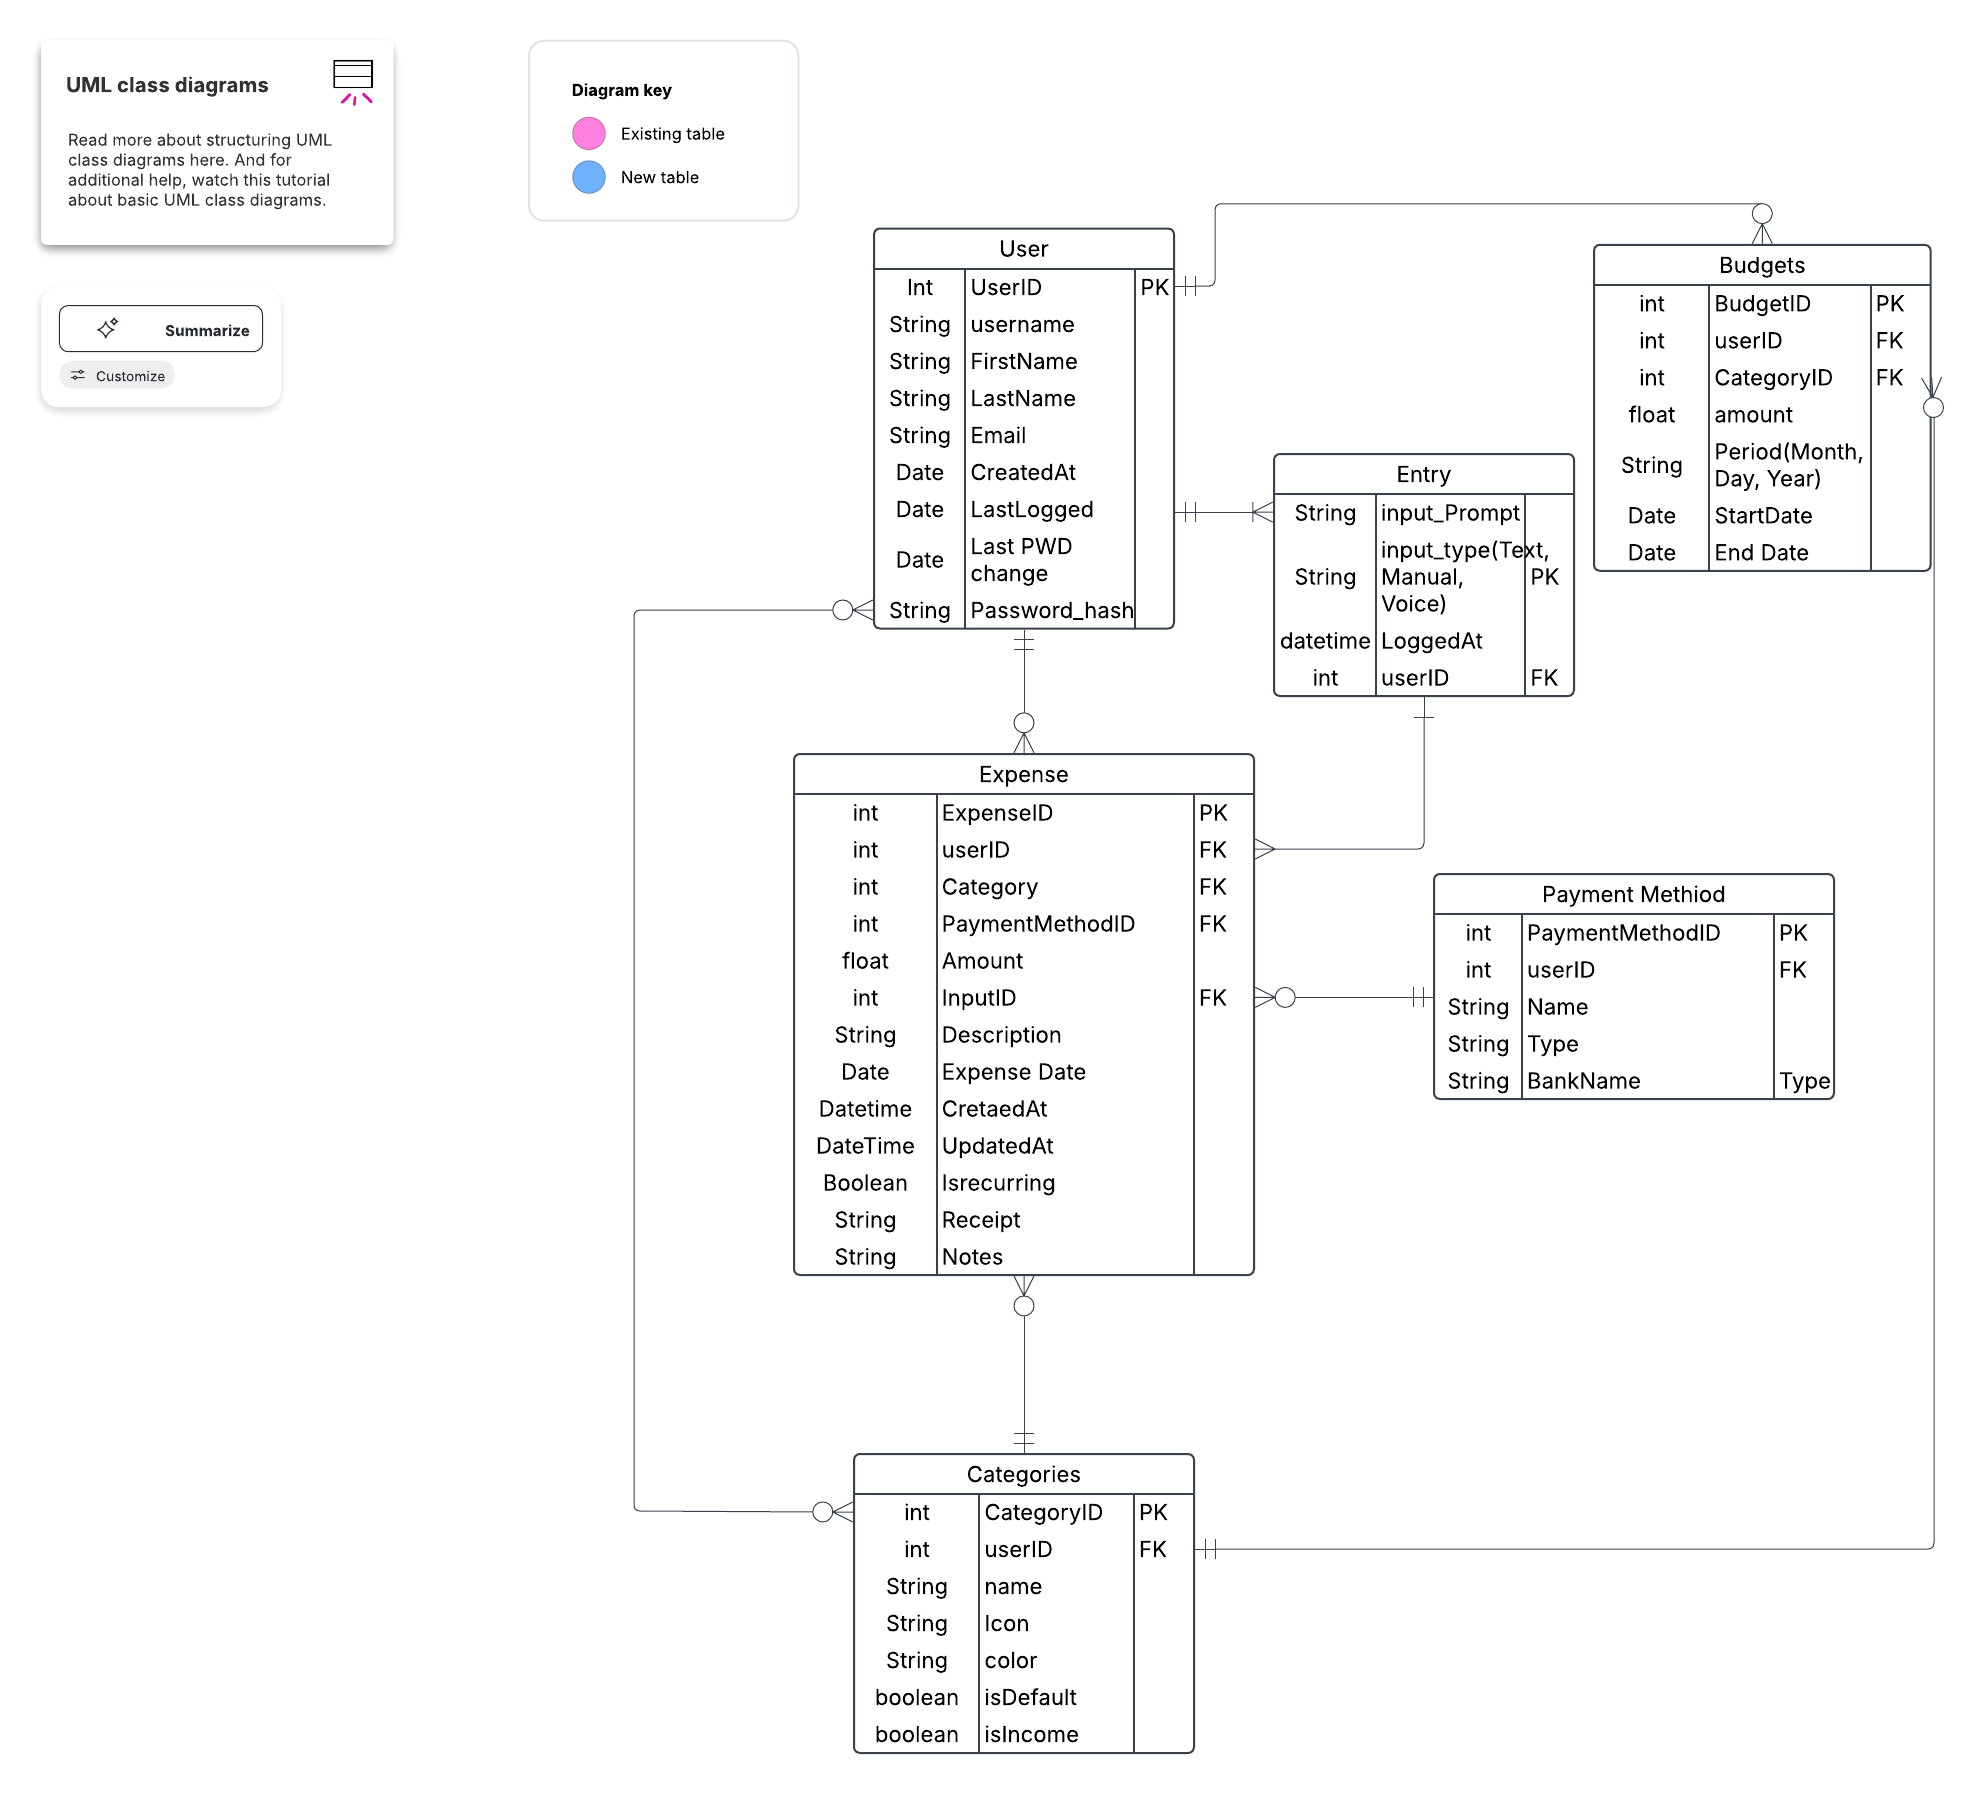 UML class diagrams
Read more about structuring UML
class diagrams here. And for
additional help, watch this tutorial
about basic UML class diagrams.
Summarize
Customize
Diagram key
Existing table
New table
User
Int UserID PK
String username
String FirstName
String LastName
String Email
Date CreatedAt
Date LastLogged
Date Last PWD
change
String Password_hash
Budgets
int BudgetID PK
int userID FK
int CategoryID FK
float amount
String Period(Month,
Day, Year)
Date StartDate
Date End Date
Entry
String input_Prompt
input_type(Text,
String Manual, PK
Voice)
datetime LoggedAt
int userID FK
Expense
int ExpenseID PK
int userID FK
int Category FK
int PaymentMethodID FK
float Amount
int InputID FK
String Description
Date Expense Date
Datetime CretaedAt
DateTime UpdatedAt
Boolean Isrecurring
String Receipt
String Notes
Payment Methiod
int PaymentMethodID PK
int userID FK
String Name
String Type
String BankName Type
Categories
int CategoryID PK
int userID FK
String name
String Icon
String color
boolean isDefault
boolean isIncome